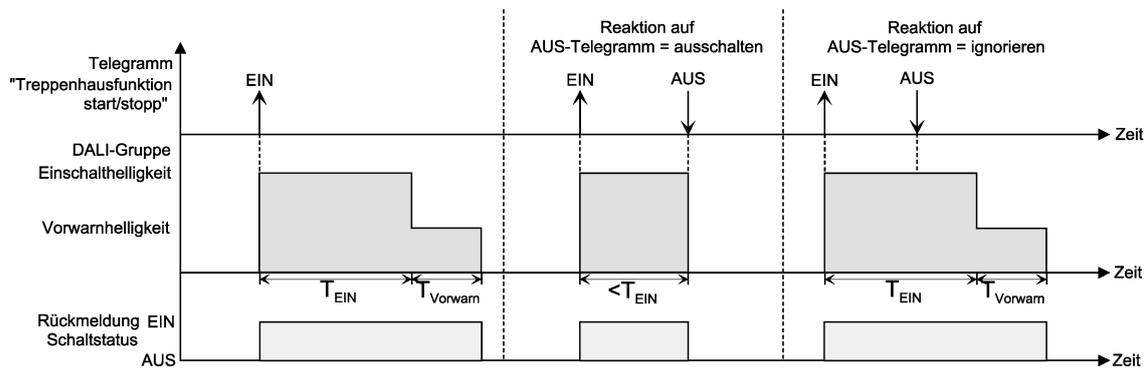 Reaktion auf
AUS-Telegramm = ausschalten
Reaktion auf
AUS-Telegramm = ignorieren
Telegramm
"Treppenhausfunktion
start/stopp"
EIN
EIN
AUS
EIN
AUS
Zeit
DALI-Gruppe
Einschalthelligkeit
Vorwarnhelligkeit
Zeit
TEIN
TVorwarn
<TEIN
TEIN
TVorwarn
Rückmeldung EIN
Schaltstatus
AUS
Zeit